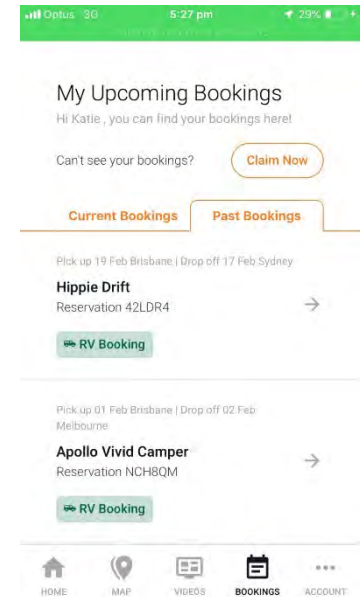 Optus 3G 5:27 pm 29%
My Upcoming Bookings
Hi Katie , you can find your bookings here!
Can't see your bookings? Claim Now
Current Bookings Past Bookings
Pick up 19 Feb Brisbane | Drop off 17 Feb Sydney
Hippie Drift
Reservation 42LDR4
RV Booking
Pick up 01 Feb Brisbane | Drop off 02 Feb
Melbourne
Apollo Vivid Camper
Reservation NCH8QM
RV Booking
HOME MAP VIDEOS BOOKINGS ACCOUNT